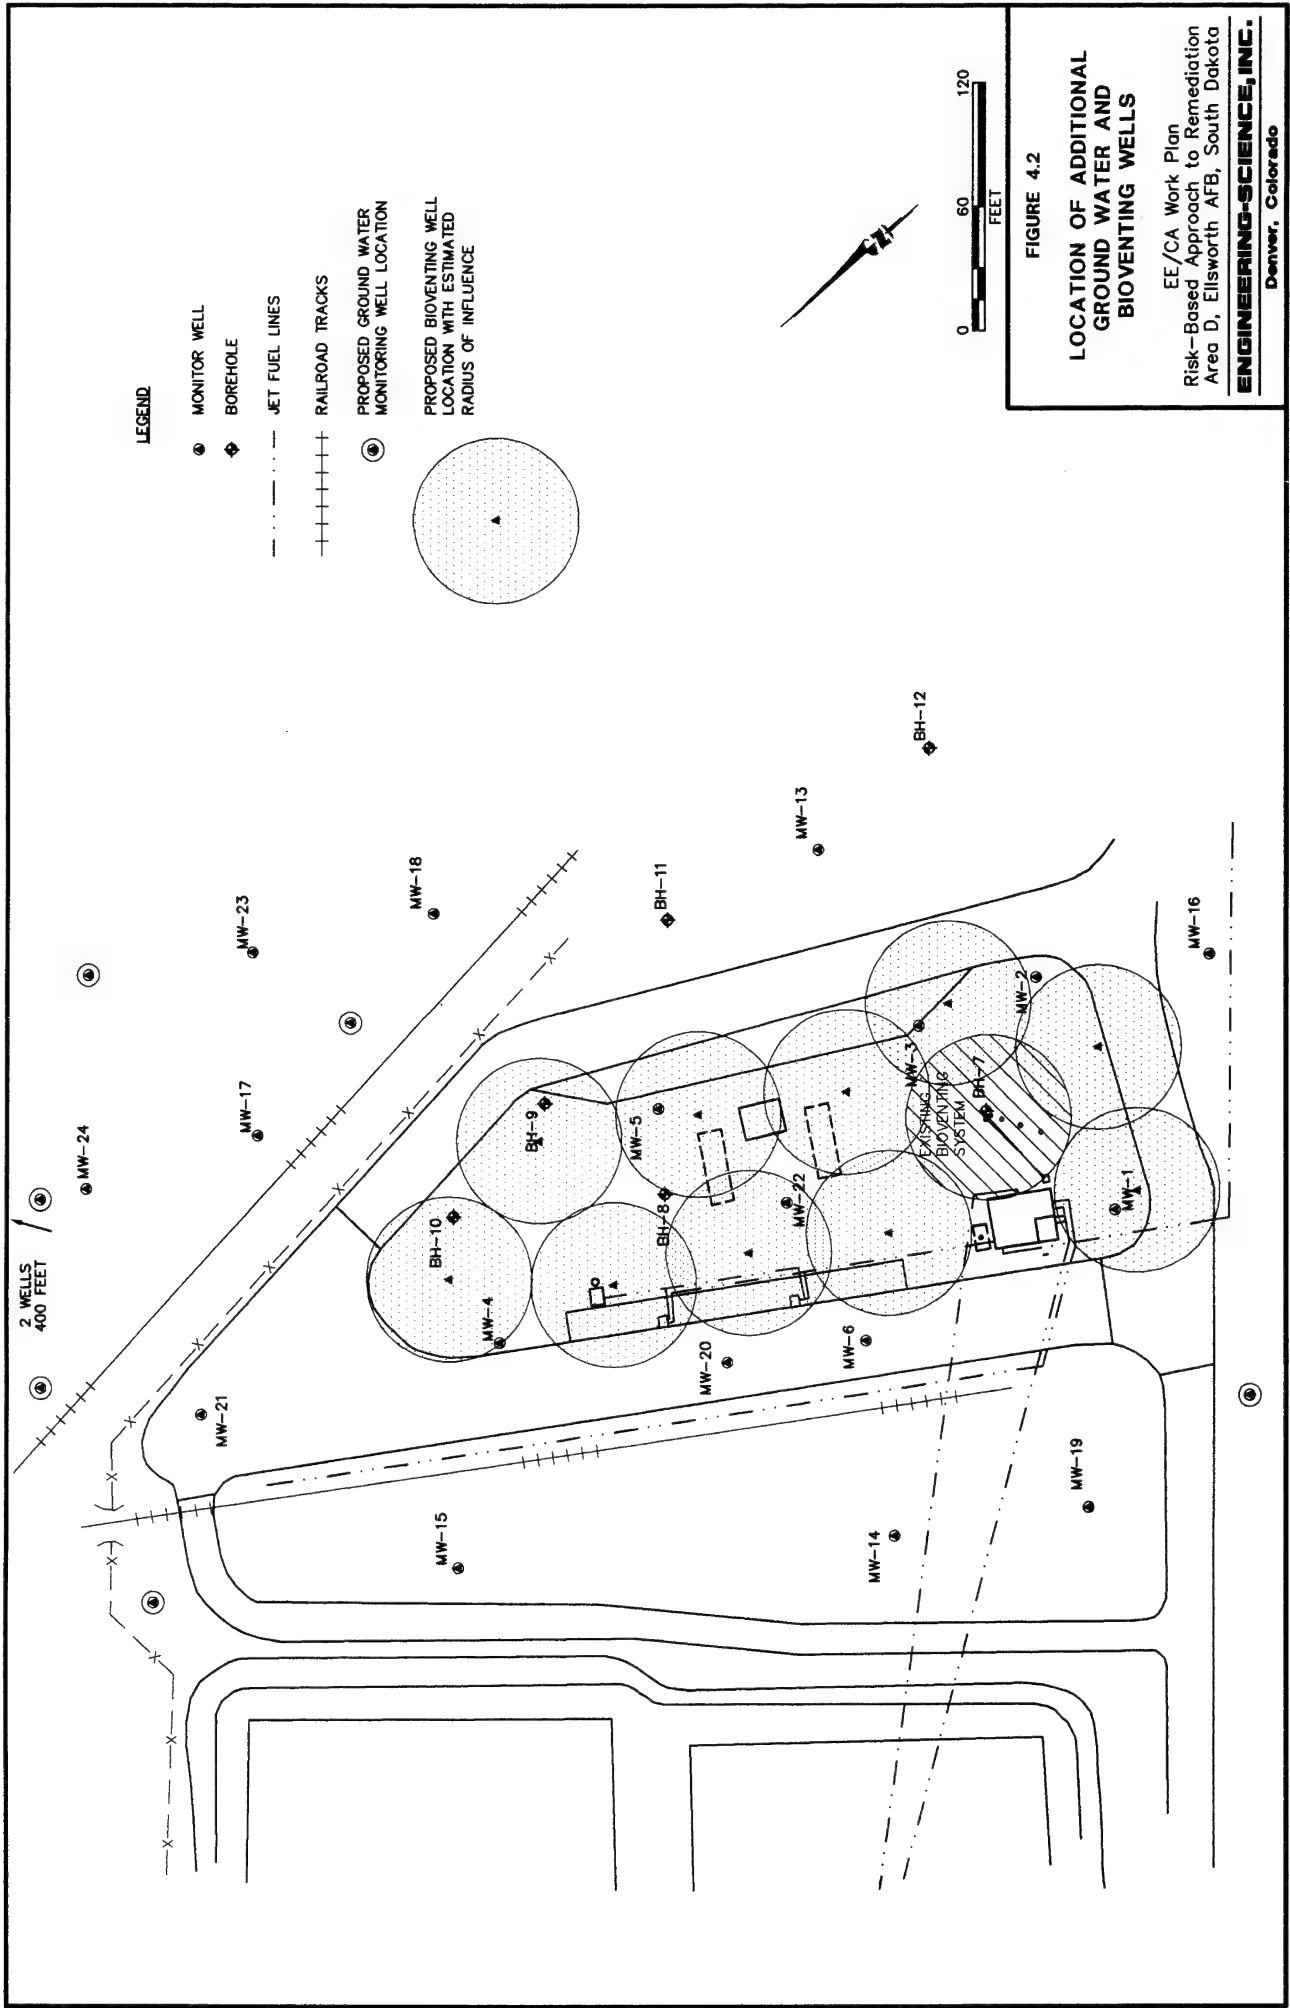 2 WELLS
400 FEET
MW-24
MW-23
MW-17
MW-18
MW-21
MW-15
BH-10
MW-4
BH-9
MW-5
BH-8
BH-11
MW-20
MW-22
MW-6
MW-14
MW-13
BH-12
MW-3
EXISTING
BIOVENTING
SYSTEM
BH-7
MW-2
MW-1
MW-16
MW-19
LEGEND
MONITOR WELL
BOREHOLE
JET FUEL LINES
RAILROAD TRACKS
PROPOSED GROUND WATER
MONITORING WELL LOCATION
PROPOSED BIOVENTING WELL
LOCATION WITH ESTIMATED
RADIUS OF INFLUENCE
0 60 120
FEET
FIGURE 4.2
LOCATION OF ADDITIONAL
GROUND WATER AND
BIOVENTING WELLS
EE/CA Work Plan
Risk-Based Approach to Remediation
Area D, Ellsworth AFB, South Dakota
ENGINEERING-SCIENCE, INC.
Denver, Colorado